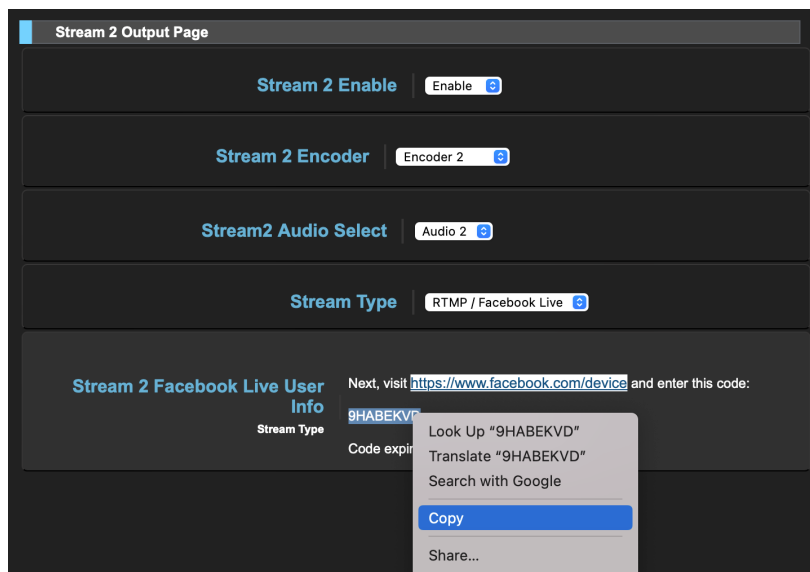 Stream 2 Output Page
Stream 2 Enable
Enable
Stream 2 Encoder
Encoder 2
Stream2 Audio Select
Audio 2
Stream Type
RTMP / Facebook Live
Stream 2 Facebook Live User
Info
Stream Type
Next, visit https://www.facebook.com/device and enter this code:
9HABEKVD
Code expir
Look Up “9HABEKVD”
Translate “9HABEKVD”
Search with Google
Copy
Share...